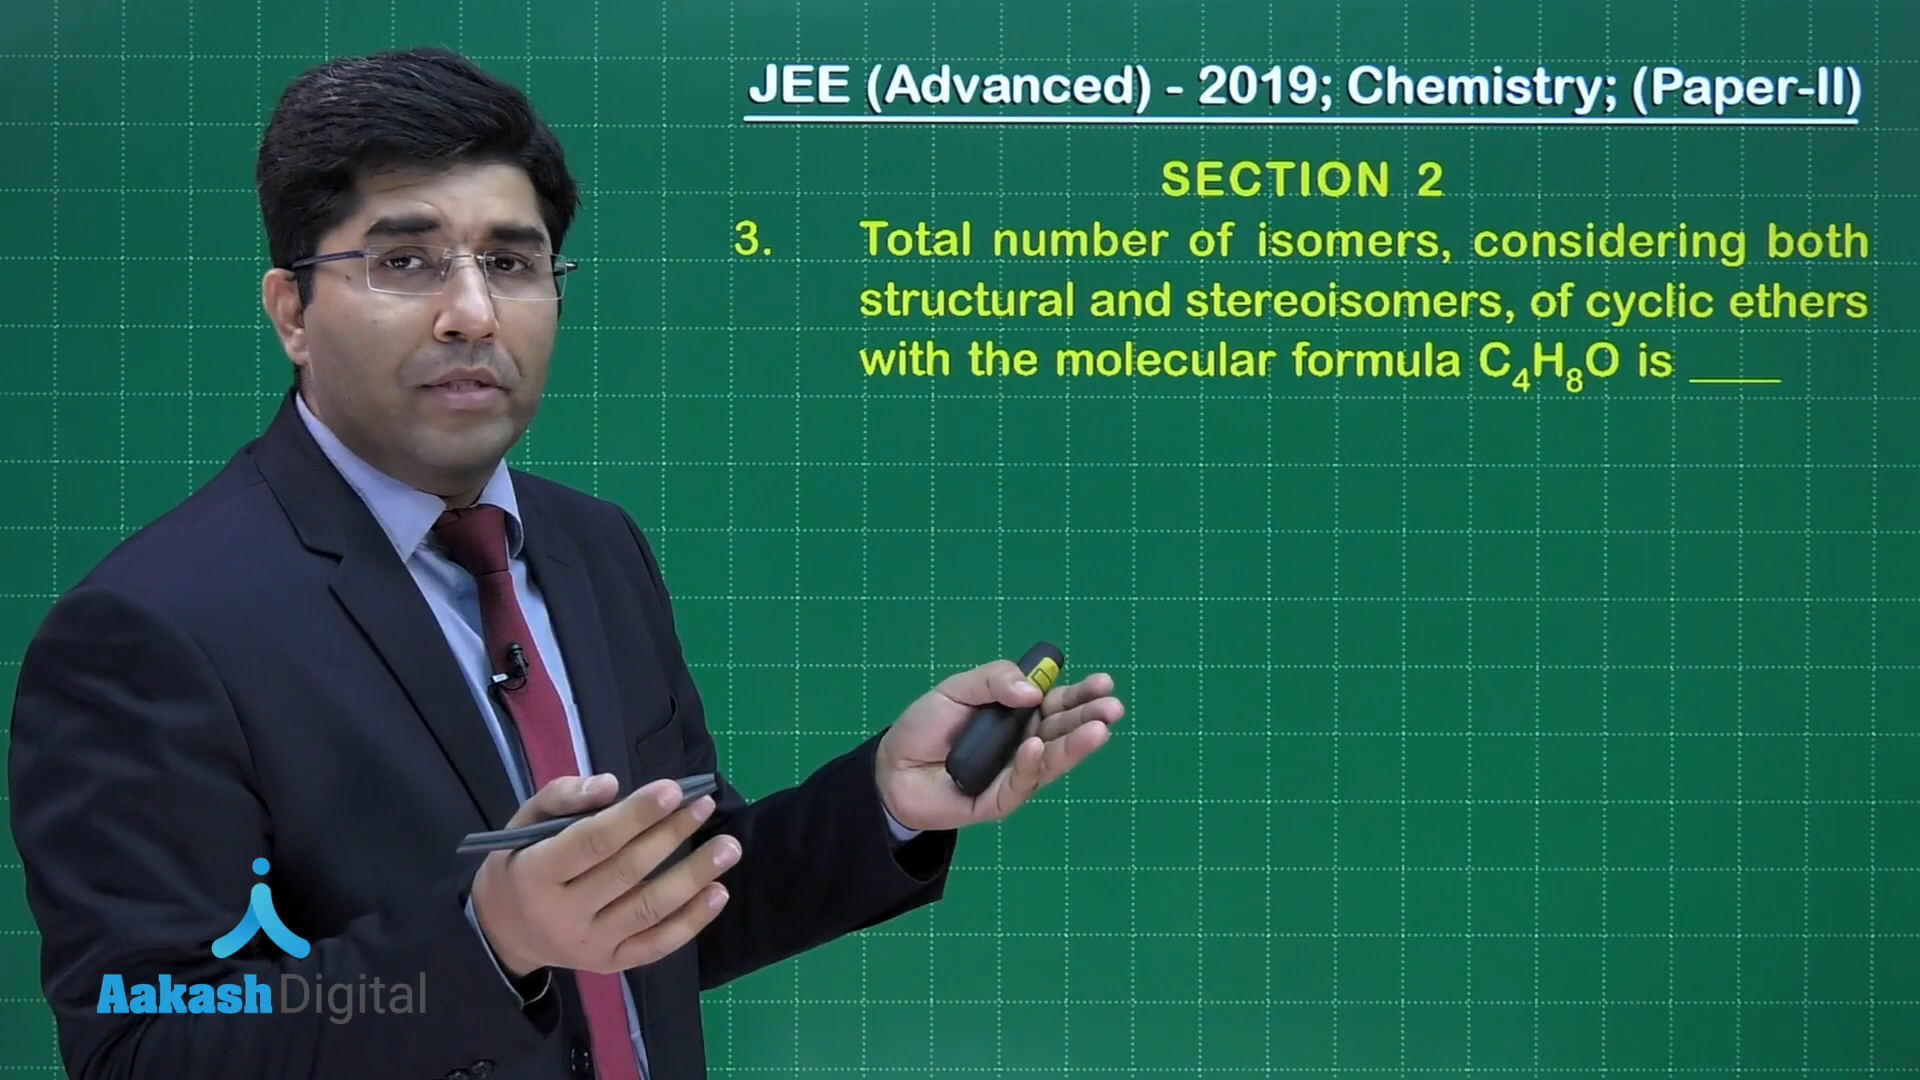 JEE (Advanced) - 2019; Chemistry; (Paper-II)
SECTION 2
3. Total number of isomers, considering both
structural and stereoisomers, of cyclic ethers
with the molecular formula C₄H₈O is ____
Aakash Digital